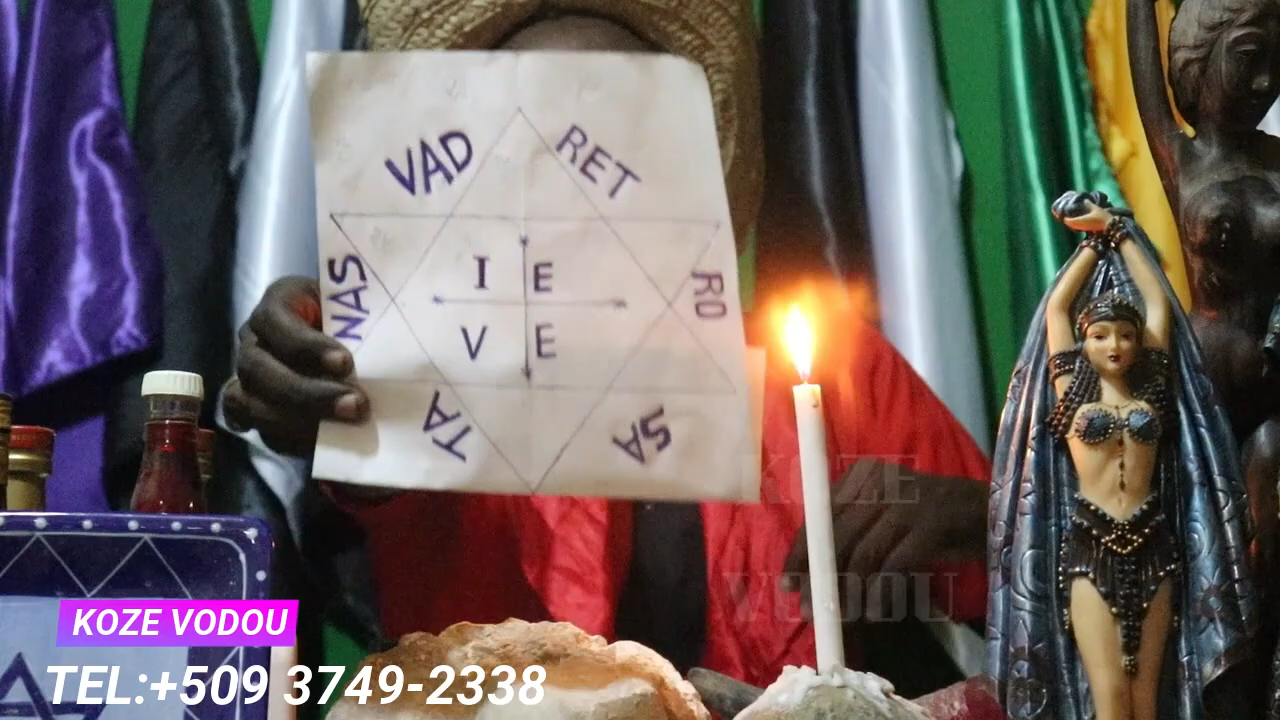 VAD
RET
NAS
I E
RO
V E
TA
SA
KOZE
VODOU
KOZE VODOU
TEL:+509 3749-2338